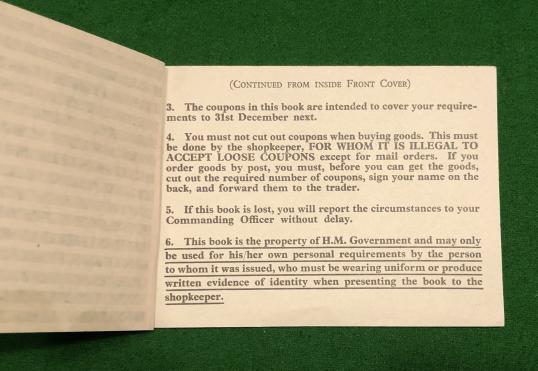 (Continued from inside Front Cover)
3. The coupons in this book are intended to cover your require-
ments to 31st December next.
4. You must not cut out coupons when buying goods. This must
be done by the shopkeeper, FOR WHOM IT IS ILLEGAL TO
ACCEPT LOOSE COUPONS except for mail orders. If you
order goods by post, you must, before you can get the goods,
cut out the required number of coupons, sign your name on the
back, and forward them to the trader.
5. If this book is lost, you will report the circumstances to your
Commanding Officer without delay.
6. This book is the property of H.M. Government and may only
be used for his/her own personal requirements by the person
to whom it was issued, who must be wearing uniform or produce
written evidence of identity when presenting the book to the
shopkeeper.